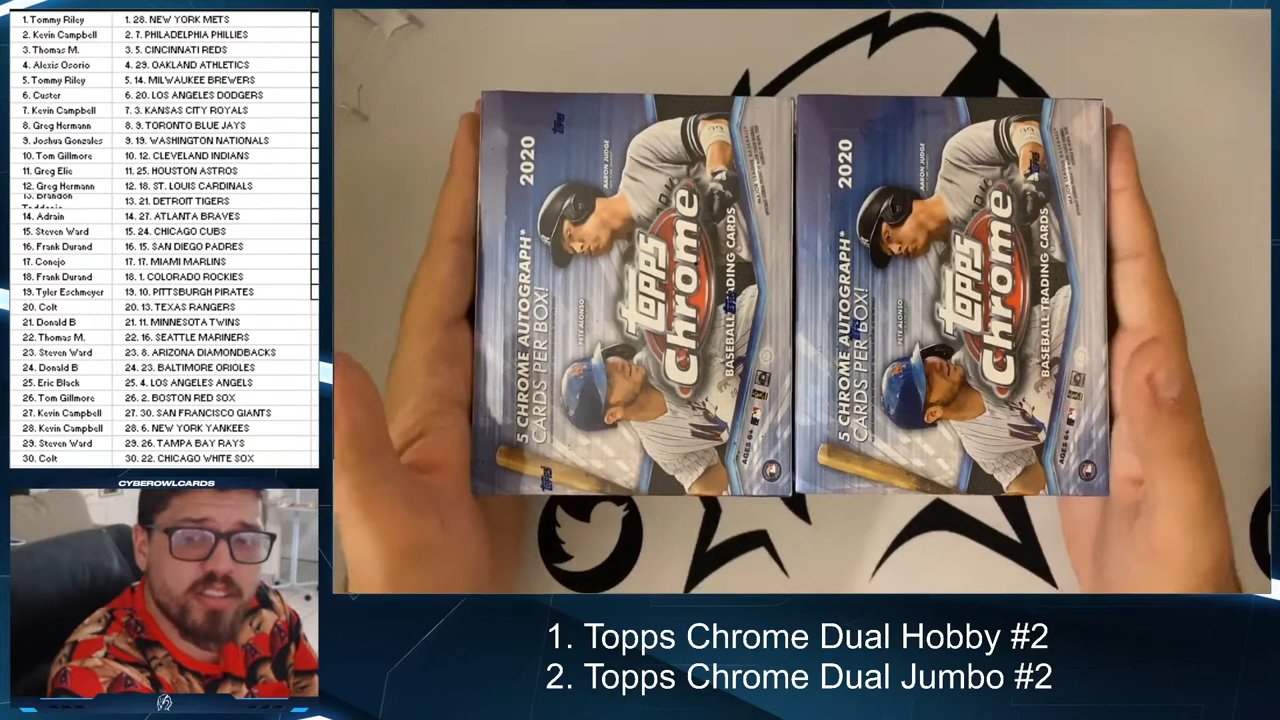 1. Tommy Riley 1. 28. NEW YORK METS
2. Kevin Campbell 2. 7. PHILADELPHIA PHILLIES
3. Thomas M. 3. 5. CINCINNATI REDS
4. Alexis Osorio 4. 29. OAKLAND ATHLETICS
5. Tommy Riley 5. 14. MILWAUKEE BREWERS
6. Custer 6. 20. LOS ANGELES DODGERS
7. Kevin Campbell 7. 3. KANSAS CITY ROYALS
8. Greg Hermann 8. 9. TORONTO BLUE JAYS
9. Joshua Gonzales 9. 19. WASHINGTON NATIONALS
10. Tom Gillmore 10. 12. CLEVELAND INDIANS
11. Greg Elie 11. 25. HOUSTON ASTROS
12. Greg Hermann 12. 18. ST. LOUIS CARDINALS
13. Brandon 13. 21. DETROIT TIGERS
14. Adrain 14. 27. ATLANTA BRAVES
15. Steven Ward 15. 24. CHICAGO CUBS
16. Frank Durand 16. 15. SAN DIEGO PADRES
17. Conejo 17. 17. MIAMI MARLINS
18. Frank Durand 18. 1. COLORADO ROCKIES
19. Tyler Eschmeyer 19. 10. PITTSBURGH PIRATES
20. Colt 20. 13. TEXAS RANGERS
21. Donald B 21. 11. MINNESOTA TWINS
22. Thomas M. 22. 16. SEATTLE MARINERS
23. Steven Ward 23. 8. ARIZONA DIAMONDBACKS
24. Donald B 24. 23. BALTIMORE ORIOLES
25. Eric Black 25. 4. LOS ANGELES ANGELS
26. Tom Gillmore 26. 2. BOSTON RED SOX
27. Kevin Campbell 27. 30. SAN FRANCISCO GIANTS
28. Kevin Campbell 28. 6. NEW YORK YANKEES
29. Steven Ward 29. 26. TAMPA BAY RAYS
30. Colt 30. 22. CHICAGO WHITE SOX
CYBEROWLCARDS
2020
5 CHROME AUTOGRAPH*
CARDS PER BOX!
PETE ALONSO
AARON JUDGE
Topps
Chrome
BASEBALL TRADING CARDS
AGES 6+
2020
5 CHROME AUTOGRAPH*
CARDS PER BOX!
PETE ALONSO
AARON JUDGE
Topps
Chrome
BASEBALL TRADING CARDS
AGES 6+
1. Topps Chrome Dual Hobby #2
2. Topps Chrome Dual Jumbo #2